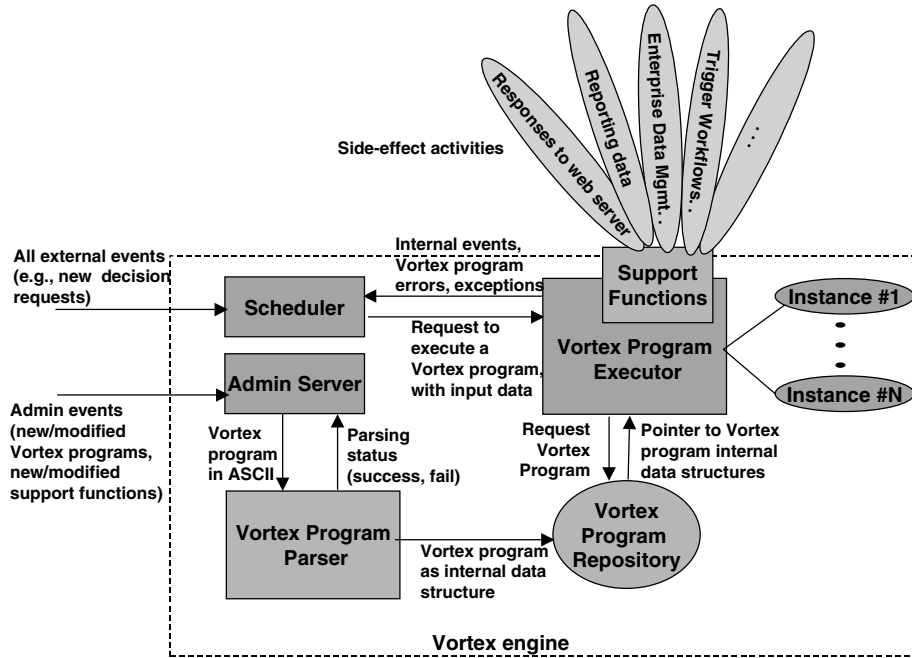 Responses to web server
Reporting data
Enterprise Data Mgmt. .
Trigger Workflows. .
. . .
Side-effect activities
All external events
(e.g., new decision
requests)
Internal events,
Vortex program
errors, exceptions
Support
Functions
Scheduler
Instance #1
Request to
execute a
Vortex program,
with input data
Vortex Program
Executor
Admin Server
Instance #N
Admin events
(new/modified
Vortex programs,
new/modified
support functions)
Vortex
program
in ASCII
Parsing
status
(success, fail)
Request
Vortex
Program
Pointer to Vortex
program internal
data structures
Vortex Program
Parser
Vortex
Program
Repository
Vortex program
as internal data
structure
Vortex engine